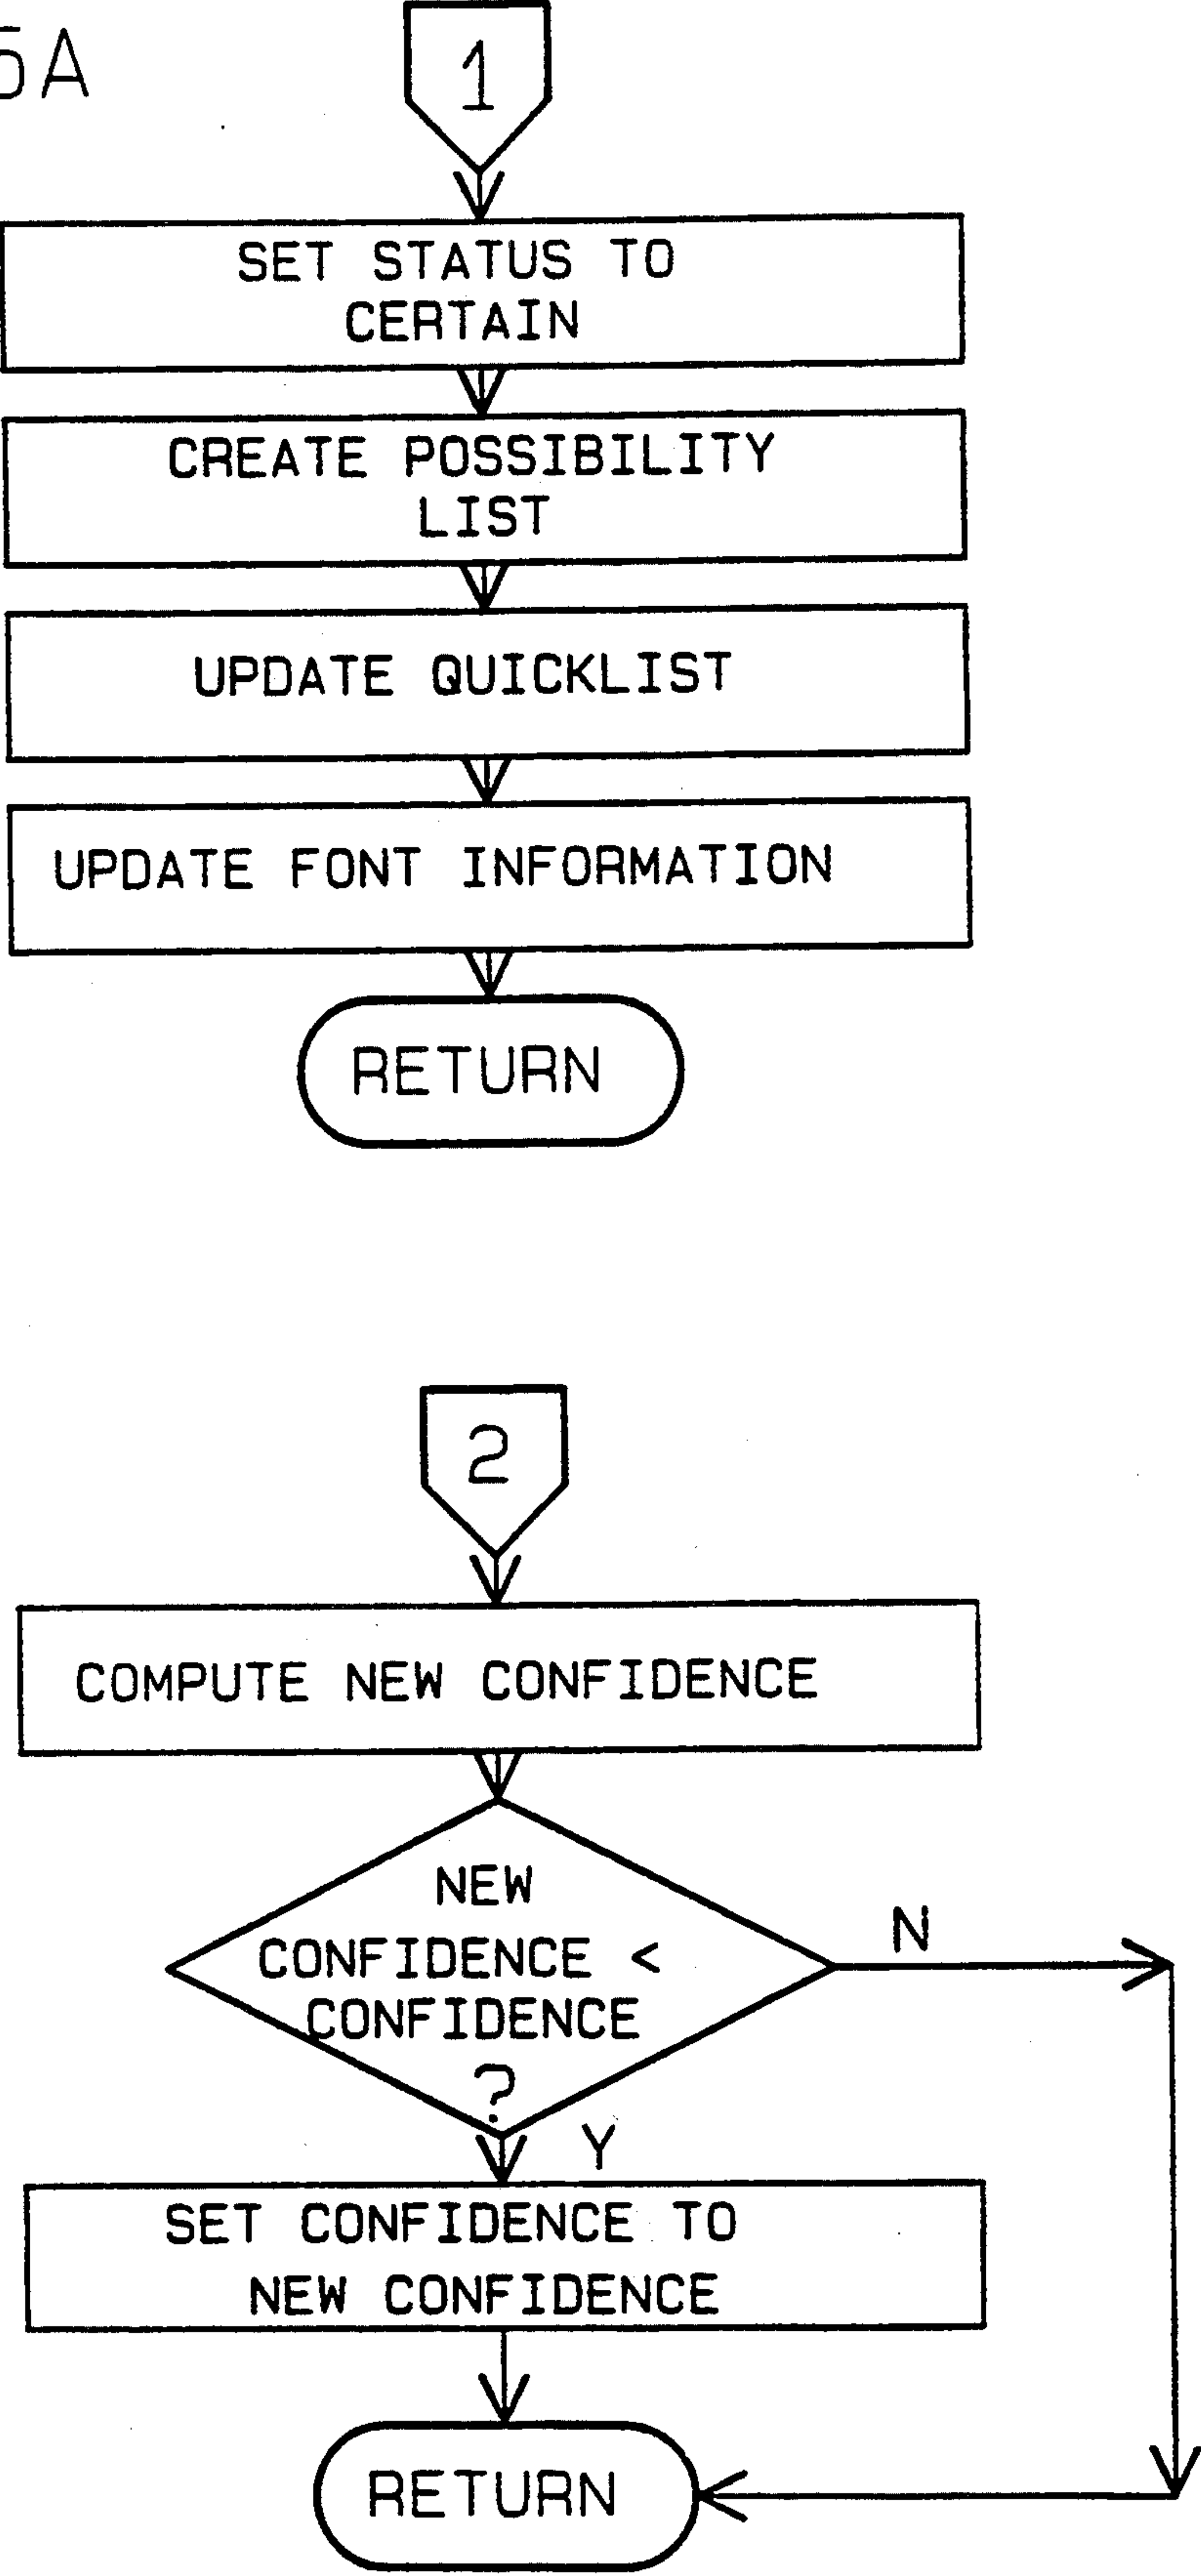 5A
1
SET STATUS TO
CERTAIN
CREATE POSSIBILITY
LIST
UPDATE QUICKLIST
UPDATE FONT INFORMATION
RETURN
2
COMPUTE NEW CONFIDENCE
NEW
CONFIDENCE <
CONFIDENCE
?
N
Y
SET CONFIDENCE TO
NEW CONFIDENCE
RETURN